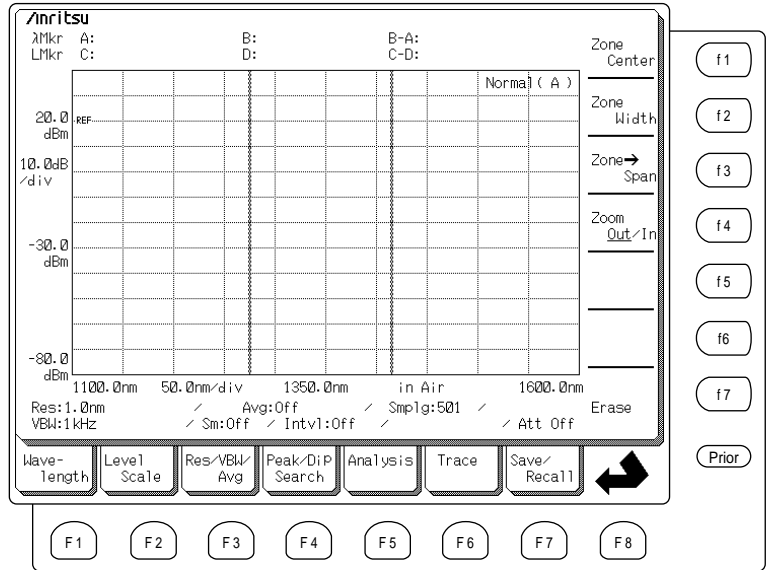 Anritsu
λMkr A: B: B-A:
LMkr C: D: C-D:
Normal( A )
20.0
dBm
REF
10.0dB
/div
-30.0
dBm
-80.0
dBm
1100.0nm 50.0nm/div 1350.0nm in Air 1600.0nm
Res:1.0nm / Avg:Off / Smplg:501 /
VBW:1kHz / Sm:Off / Intvl:Off / / Att Off
Zone
Center
Zone
Width
Zone→
Span
Zoom
Out/In
Erase
f1
f2
f3
f4
f5
f6
f7
Prior
Wave-
length
Level
Scale
Res/VBW/
Avg
Peak/Dip
Search
Analysis
Trace
Save/
Recall
F1 F2 F3 F4 F5 F6 F7 F8